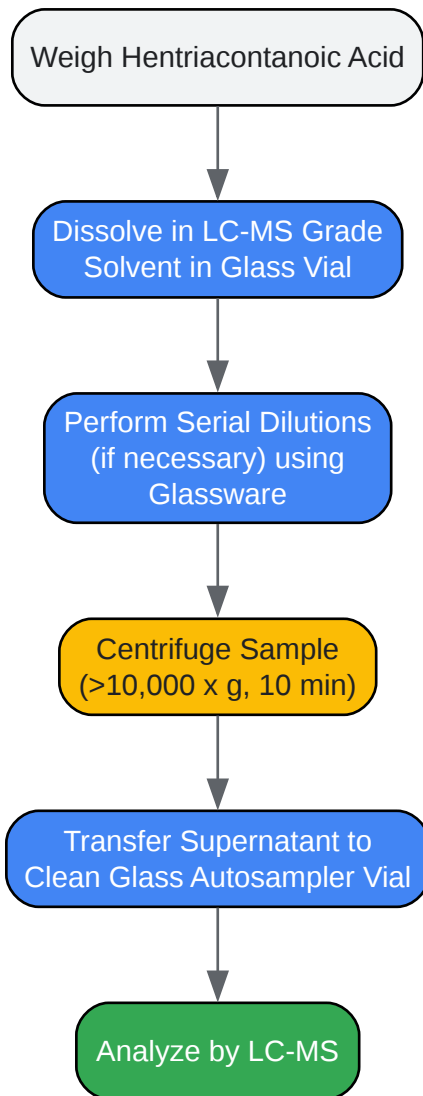 Weigh Hentriacontanoic Acid
Dissolve in LC-MS Grade
Solvent in Glass Vial
Perform Serial Dilutions
(if necessary) using
Glassware
Centrifuge Sample
(>10,000 x g, 10 min)
Transfer Supernatant to
Clean Glass Autosampler Vial
Analyze by LC-MS